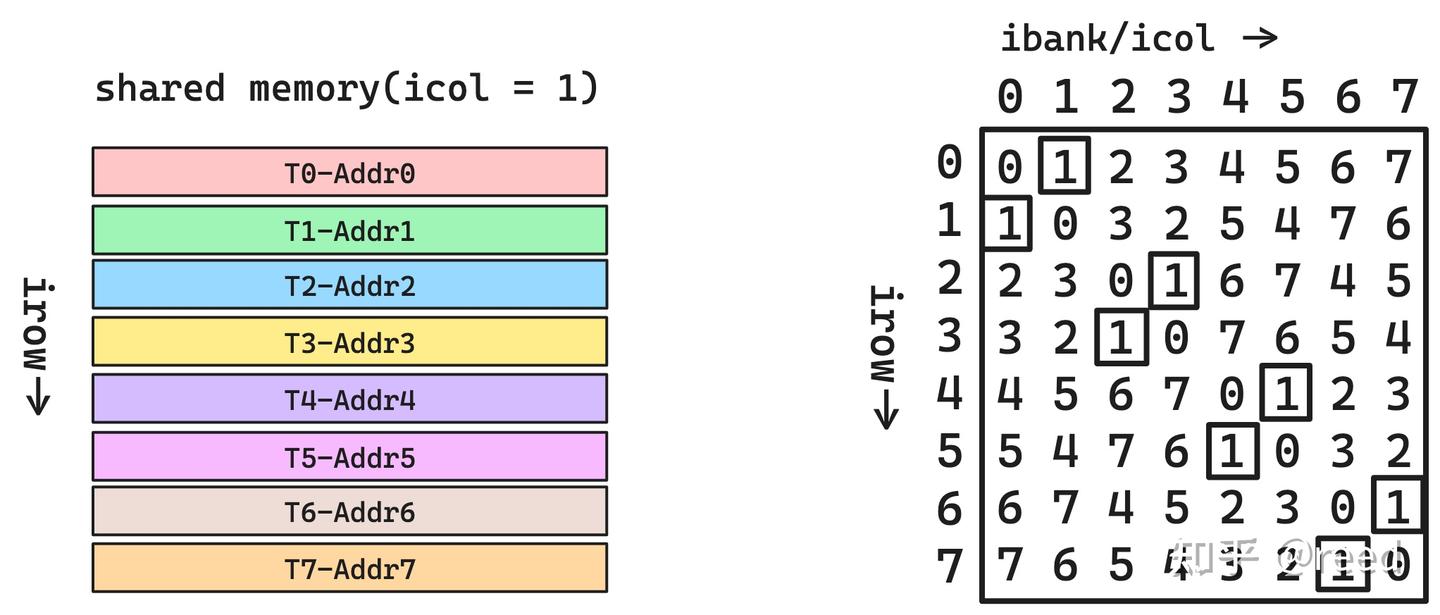 shared memory(icol = 1)
T0-Addr0
T1-Addr1
T2-Addr2
T3-Addr3
T4-Addr4
T5-Addr5
T6-Addr6
T7-Addr7
irow→
ibank/icol →
0 1 2 3 4 5 6 7
irow→
0 0 1 2 3 4 5 6 7
1 1 0 3 2 5 4 7 6
2 2 3 0 1 6 7 4 5
3 3 2 1 0 7 6 5 4
4 4 5 6 7 0 1 2 3
5 5 4 7 6 1 0 3 2
6 6 7 4 5 2 3 0 1
7 7 6 5 4 3 2 1 0
知乎 @reed